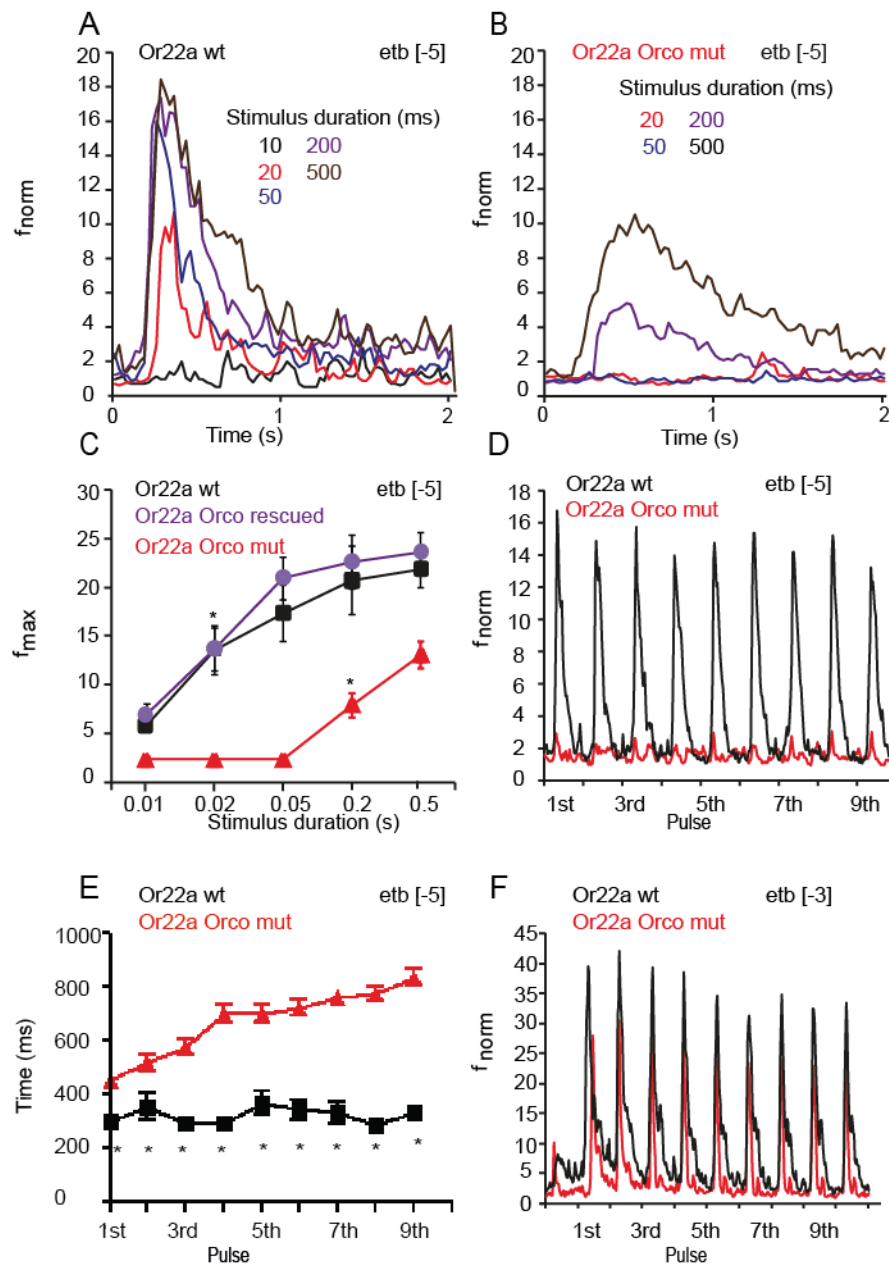 A
Or22a wt
etb [-5]
Stimulus duration (ms)
10 200
20 500
50
20
18
16
14
12
10
8
6
4
2
0
f_norm
0 1 2
Time (s)
B
Or22a Orco mut
etb [-5]
Stimulus duration (ms)
20 200
50 500
20
18
16
14
12
10
8
6
4
2
0
f_norm
0 1 2
Time (s)
C
Or22a wt
etb [-5]
Or22a Orco rescued
Or22a Orco mut
30
25
20
15
10
5
0
f_max
*
*
0.01 0.02 0.05 0.2 0.5
Stimulus duration (s)
D
Or22a wt
etb [-5]
Or22a Orco mut
18
16
14
12
10
8
6
4
2
0
f_norm
1st 3rd 5th 7th 9th
Pulse
E
Or22a wt
etb [-5]
Or22a Orco mut
1000
800
600
400
200
0
Time (ms)
* * * * * * * * *
1st 3rd 5th 7th 9th
Pulse
F
Or22a wt
etb [-3]
Or22a Orco mut
45
40
35
30
25
20
15
10
5
0
f_norm
1st 3rd 5th 7th 9th
Pulse